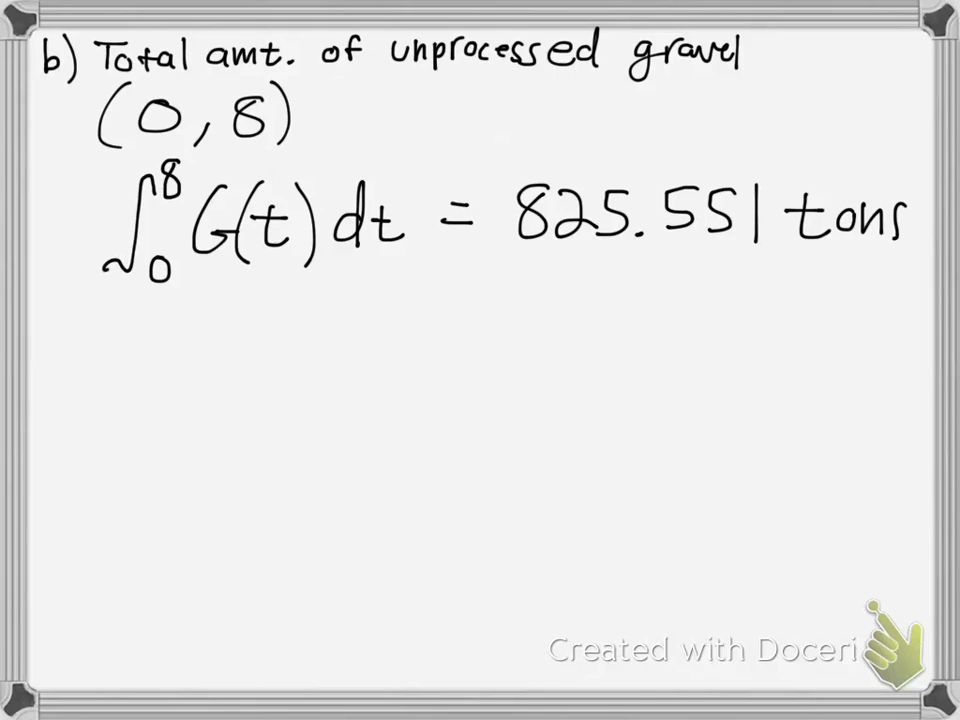 b) Total amt. of unprocessed gravel
(0, 8)
∫₀⁸ G(t) dt = 825.551 tons
Created with Doceri